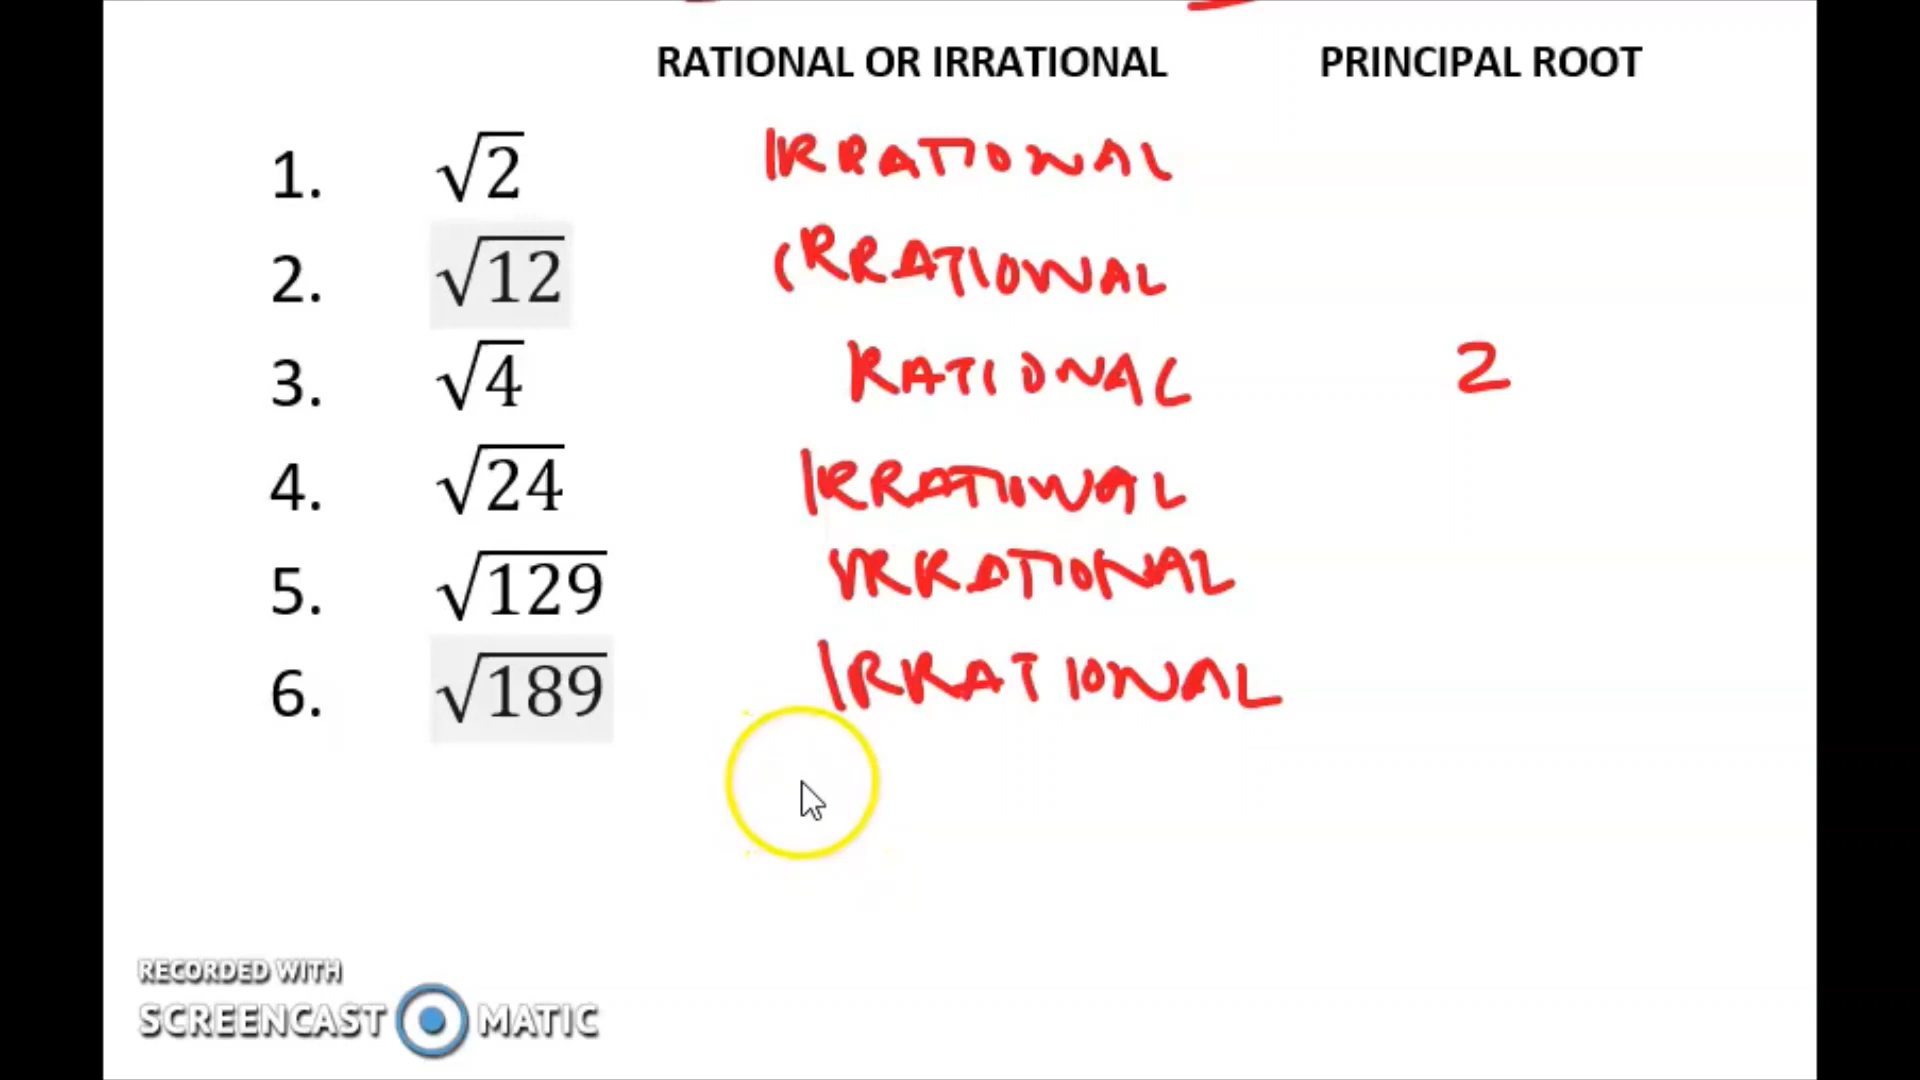 RATIONAL OR IRRATIONAL PRINCIPAL ROOT
1. √2 IRRATIONAL
2. √12 IRRATIONAL
3. √4 RATIONAL 2
4. √24 IRRATIONAL
5. √129 IRRATIONAL
6. √189 IRRATIONAL
RECORDED WITH
SCREENCAST MATIC